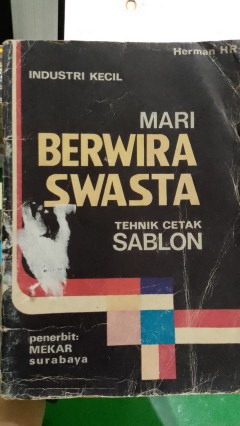 Herman HR
INDUSTRI KECIL
MARI
BERWIRA
SWASTA
TEHNIK CETAK
SABLON
penerbit:
MEKAR
surabaya